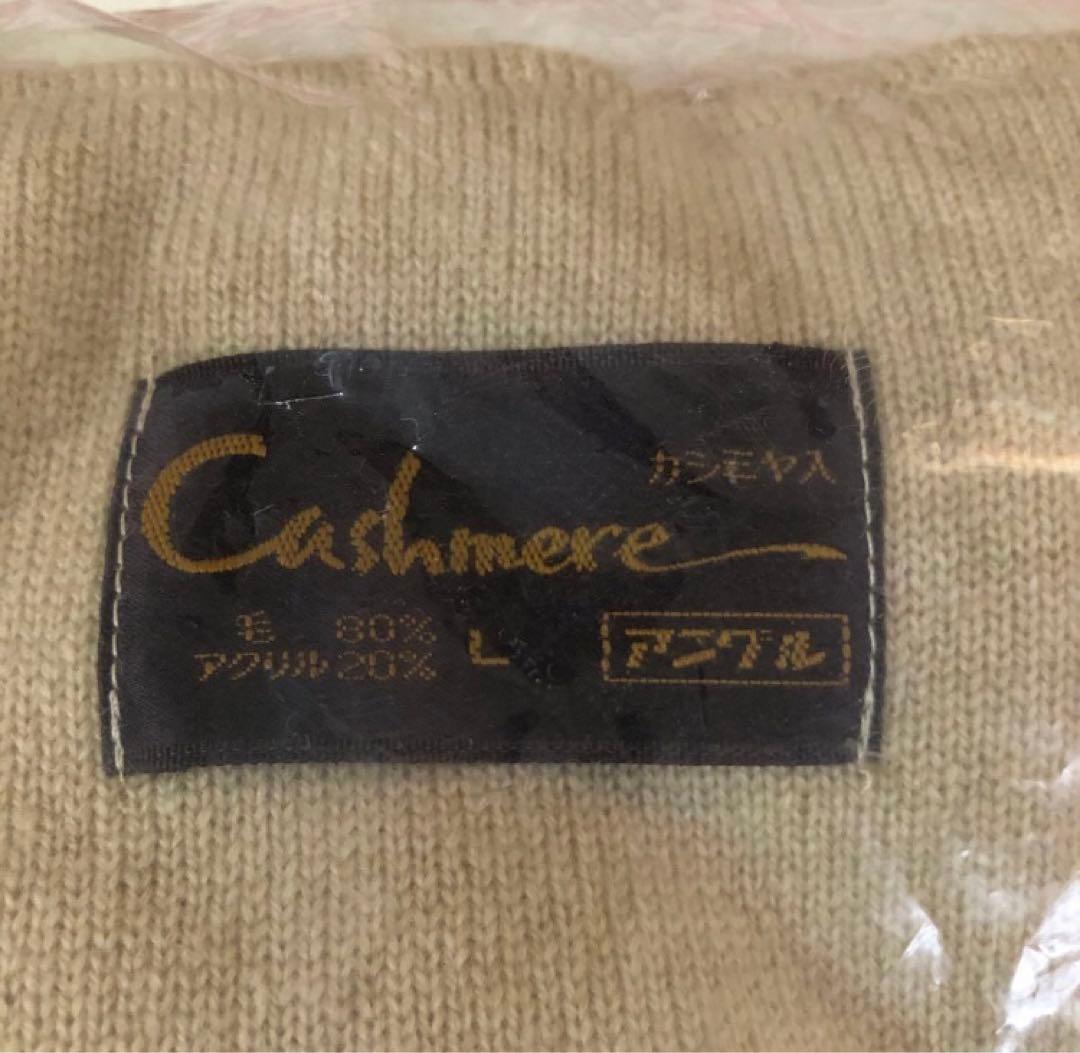 カシミヤ入
Cashmere
毛 80%
アクリル 20%
L
アングル